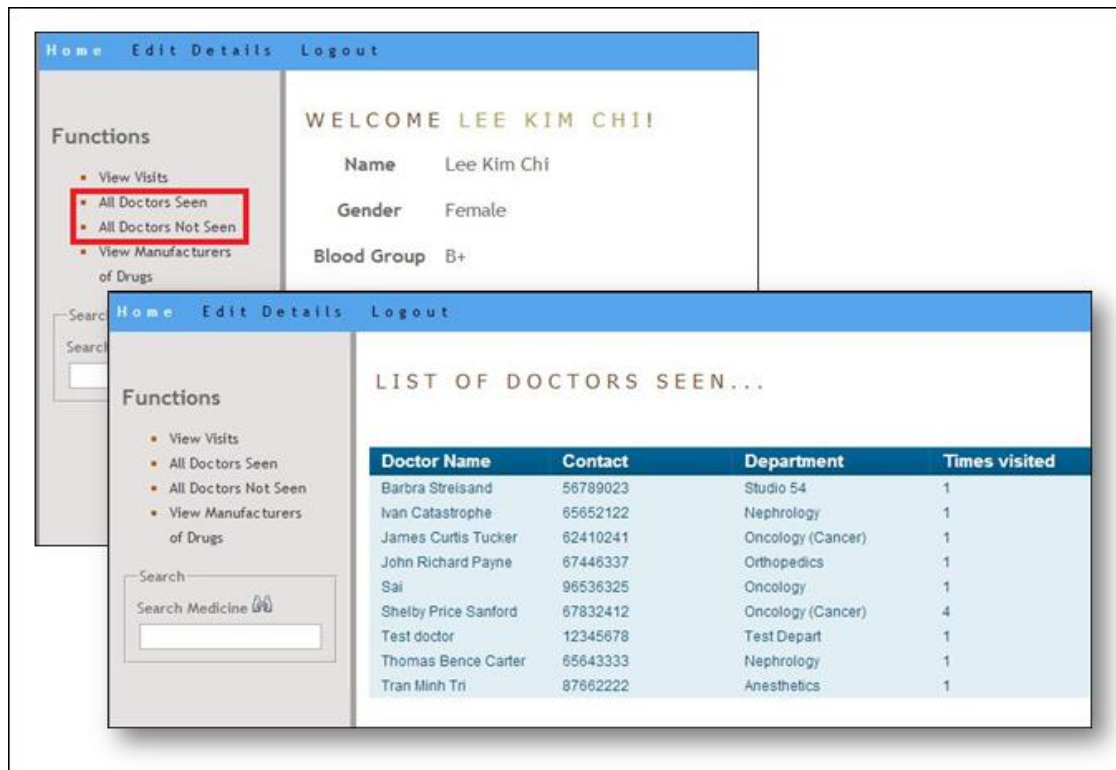 Home Edit Details Logout
Functions
View Visits
All Doctors Seen
All Doctors Not Seen
View Manufacturers
of Drugs
Searc
Search
WELCOME LEE KIM CHI!
Name Lee Kim Chi
Gender Female
Blood Group B+
Home Edit Details Logout
Functions
View Visits
All Doctors Seen
All Doctors Not Seen
View Manufacturers
of Drugs
Search
Search Medicine
LIST OF DOCTORS SEEN...
Doctor Name Contact Department Times visited
Barbra Streisand 56789023 Studio 54 1
Ivan Catastrophe 65652122 Nephrology 1
James Curtis Tucker 62410241 Oncology (Cancer) 1
John Richard Payne 67446337 Orthopedics 1
Sai 96536325 Oncology 1
Shelby Price Sanford 67832412 Oncology (Cancer) 4
Test doctor 12345678 Test Depart 1
Thomas Bence Carter 65643333 Nephrology 1
Tran Minh Tri 87662222 Anesthetics 1